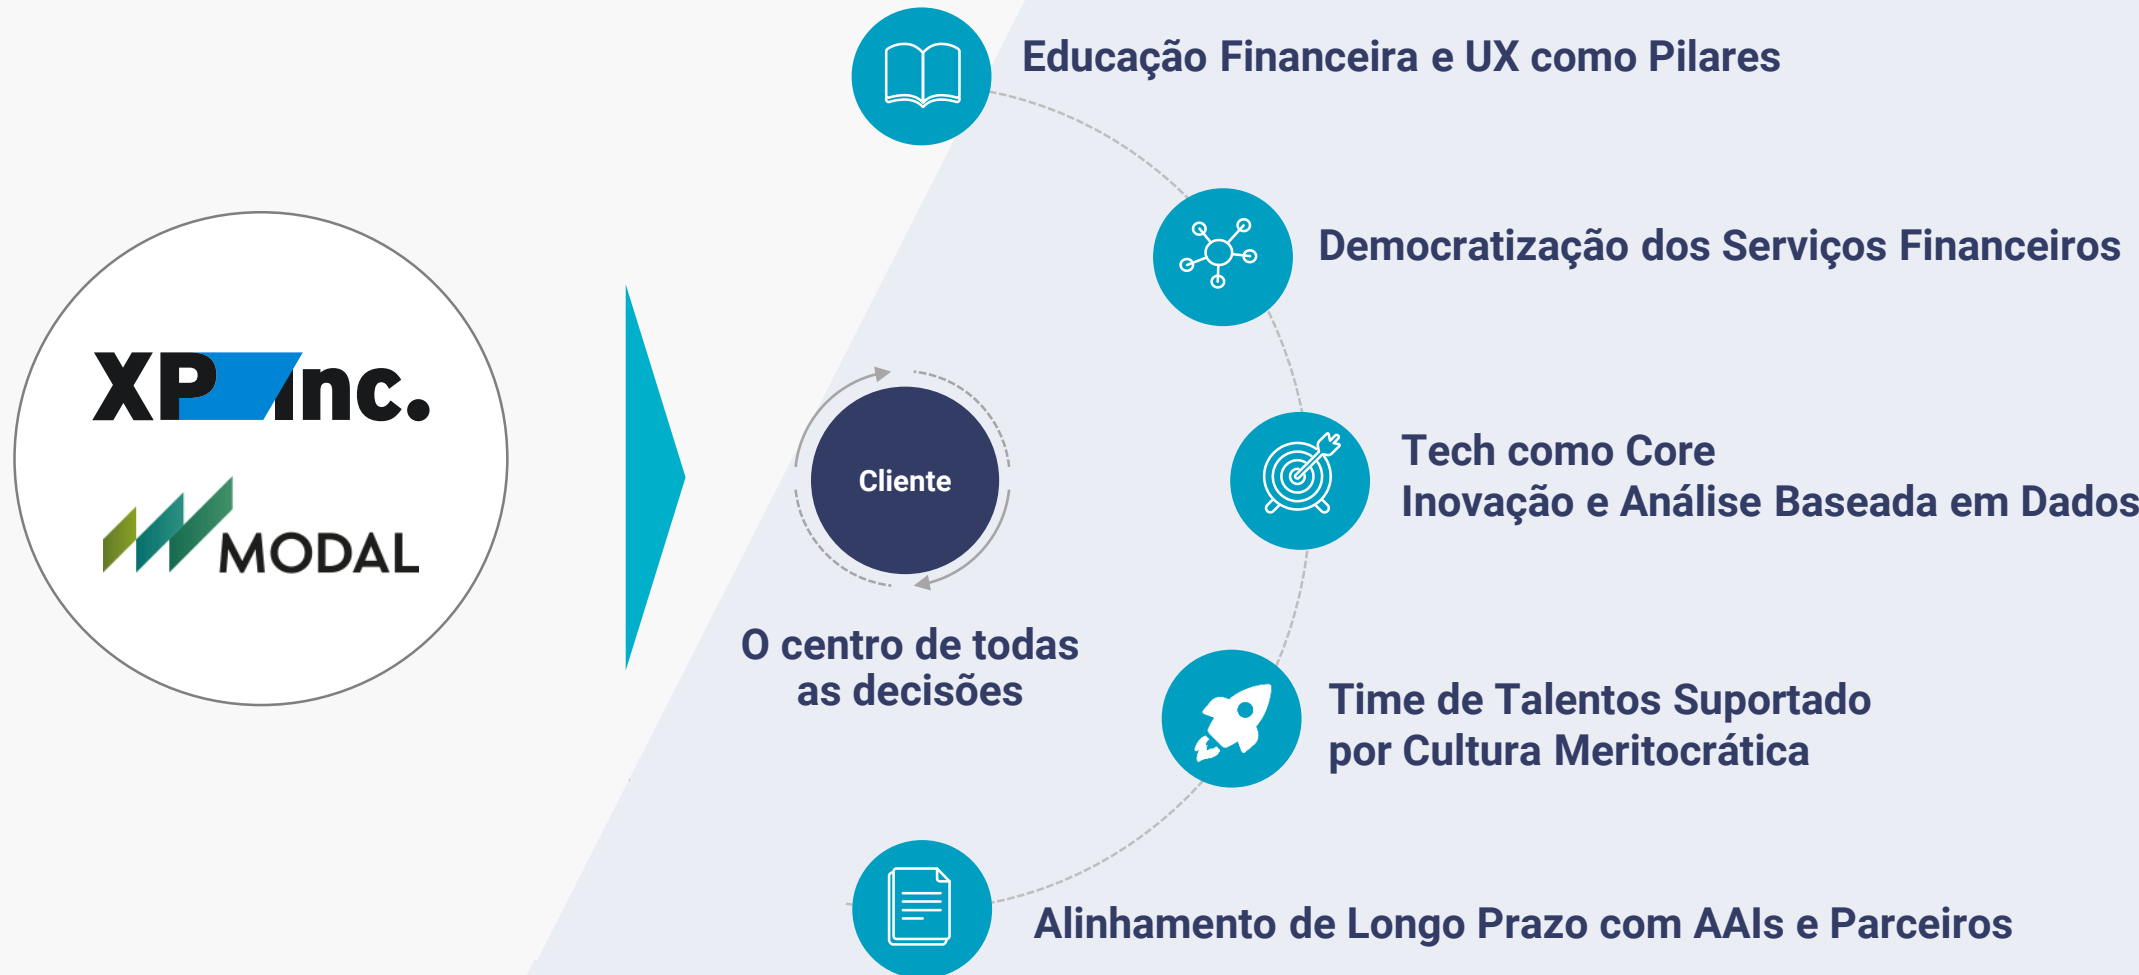 XP Inc.
MODAL
Cliente
O centro de todas
as decisões
Educação Financeira e UX como Pilares
Democratização dos Serviços Financeiros
Tech como Core
Inovação e Análise Baseada em Dados
Time de Talentos Suportado
por Cultura Meritocrática
Alinhamento de Longo Prazo com AAIs e Parceiros